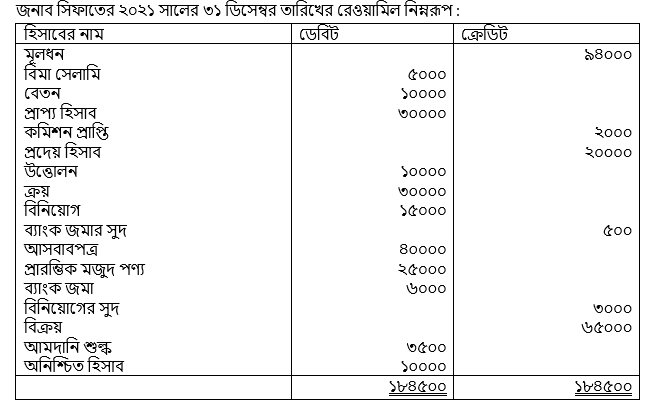 জনাব সিফাতের ২০২১ সালের ৩১ ডিসেম্বর তারিখের রেওয়ামিল নিম্নরূপ :
হিসাবের নাম ডেবিট ক্রেডিট
মূলধন ৯৪০০০
বিমা সেলামি ৫০০০
বেতন ১০০০০
প্রাপ্য হিসাব ৩০০০০
কমিশন প্রাপ্তি ২০০০
প্রদেয় হিসাব ২০০০০
উত্তোলন ১০০০০
ক্রয় ৩০০০০
বিনিয়োগ ১৫০০০
ব্যাংক জমার সুদ ৫০০
আসবাবপত্র ৪০০০০
প্রারম্ভিক মজুদ পণ্য ২৫০০০
ব্যাংক জমা ৬০০০
বিনিয়োগের সুদ ৩০০০
বিক্রয় ৬৫০০০
আমদানি শুল্ক ৩৫০০
অনিশ্চিত হিসাব ১০০০০
১৮৪৫০০ ১৮৪৫০০